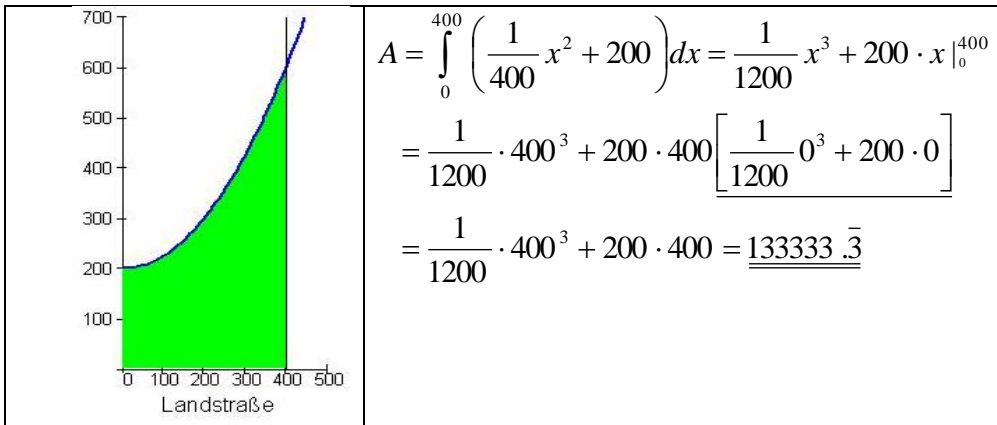 700
600
500
400
300
200
100
0 100 200 300 400 500
Landstraße
A = ∫₀⁴⁰⁰ (1/400 x² + 200) dx = 1/1200 x³ + 200 · x |₀⁴⁰⁰
= 1/1200 · 400³ + 200 · 400 [1/1200 0³ + 200 · 0]
= 1/1200 · 400³ + 200 · 400 = 133333 .3̅